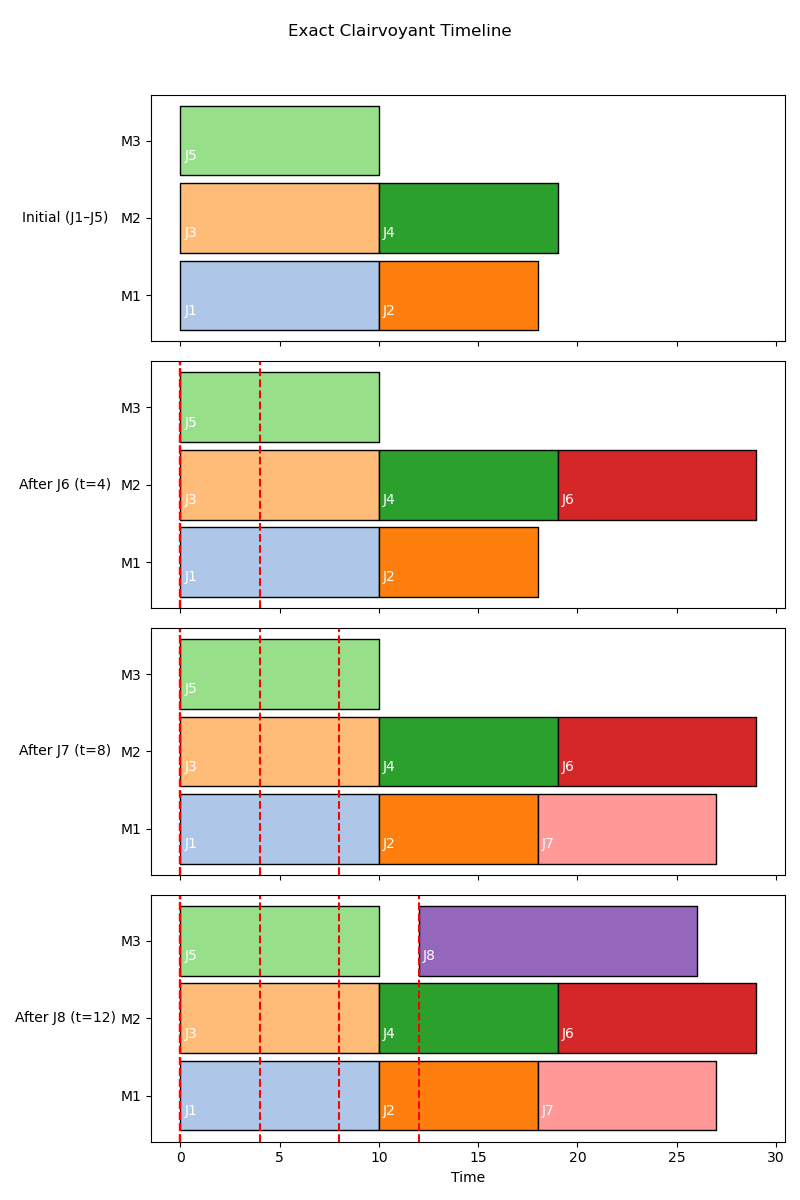 Exact Clairvoyant Timeline
Initial (J1–J5)
M3
J5
M2
J3
J4
M1
J1
J2
After J6 (t=4)
M3
J5
M2
J3
J4
J6
M1
J1
J2
After J7 (t=8)
M3
J5
M2
J3
J4
J6
M1
J1
J2
J7
After J8 (t=12)
M3
J5
J8
M2
J3
J4
J6
M1
J1
J2
J7
0 5 10 15 20 25 30
Time